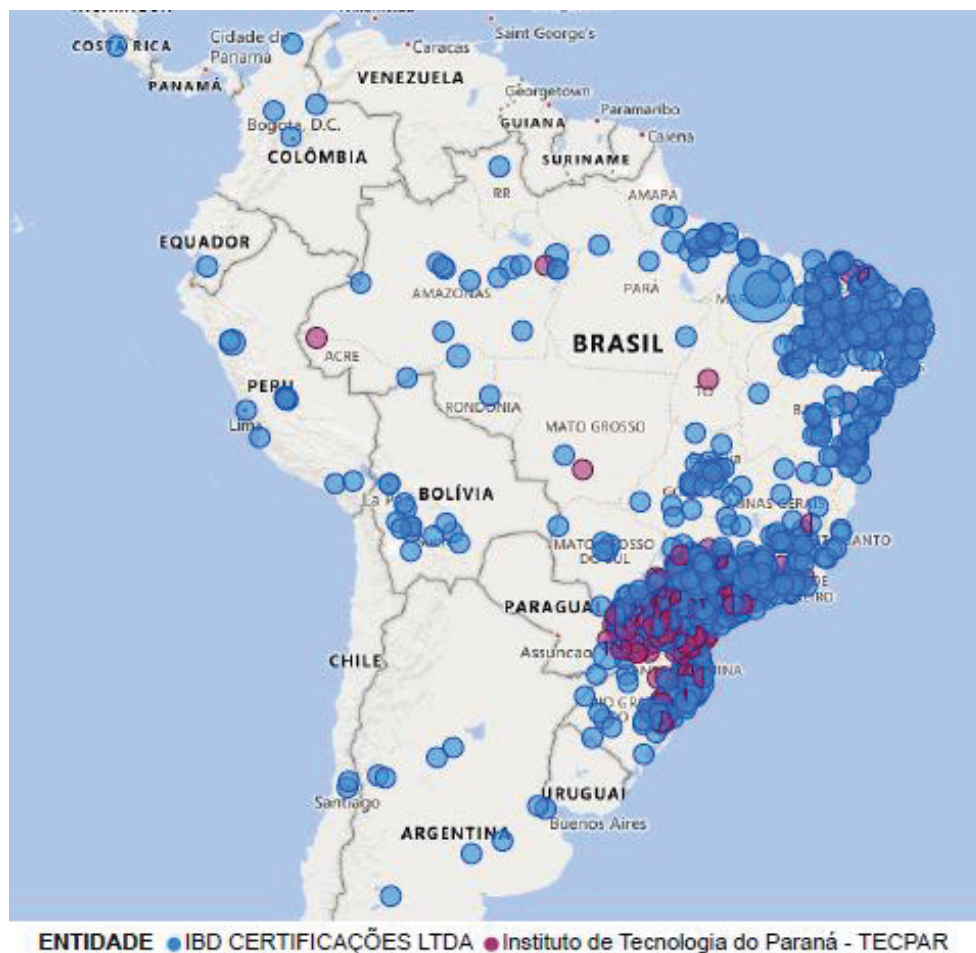 COSTA RICA
Cidade do
Panamá
PANAMÁ
Caracas
Saint George's
VENEZUELA
Georgetown
GUIANA
Paramaribo
Caiena
SURINAME
Bogotá, D.C.
COLÔMBIA
RR
AMAPÁ
EQUADOR
AMAZONAS
PARÁ
BRASIL
ACRE
TO
PERU
Lima
RONDÔNIA
MATO GROSSO
BOLÍVIA
La
MINAS GERAIS
MATO GROSSO
DO SUL
PARAGUAI
Assuncao
CHILE
Santiago
URUGUAI
Buenos Aires
ARGENTINA
ENTIDADE IBD CERTIFICAÇÕES LTDA Instituto de Tecnologia do Paraná - TECPAR